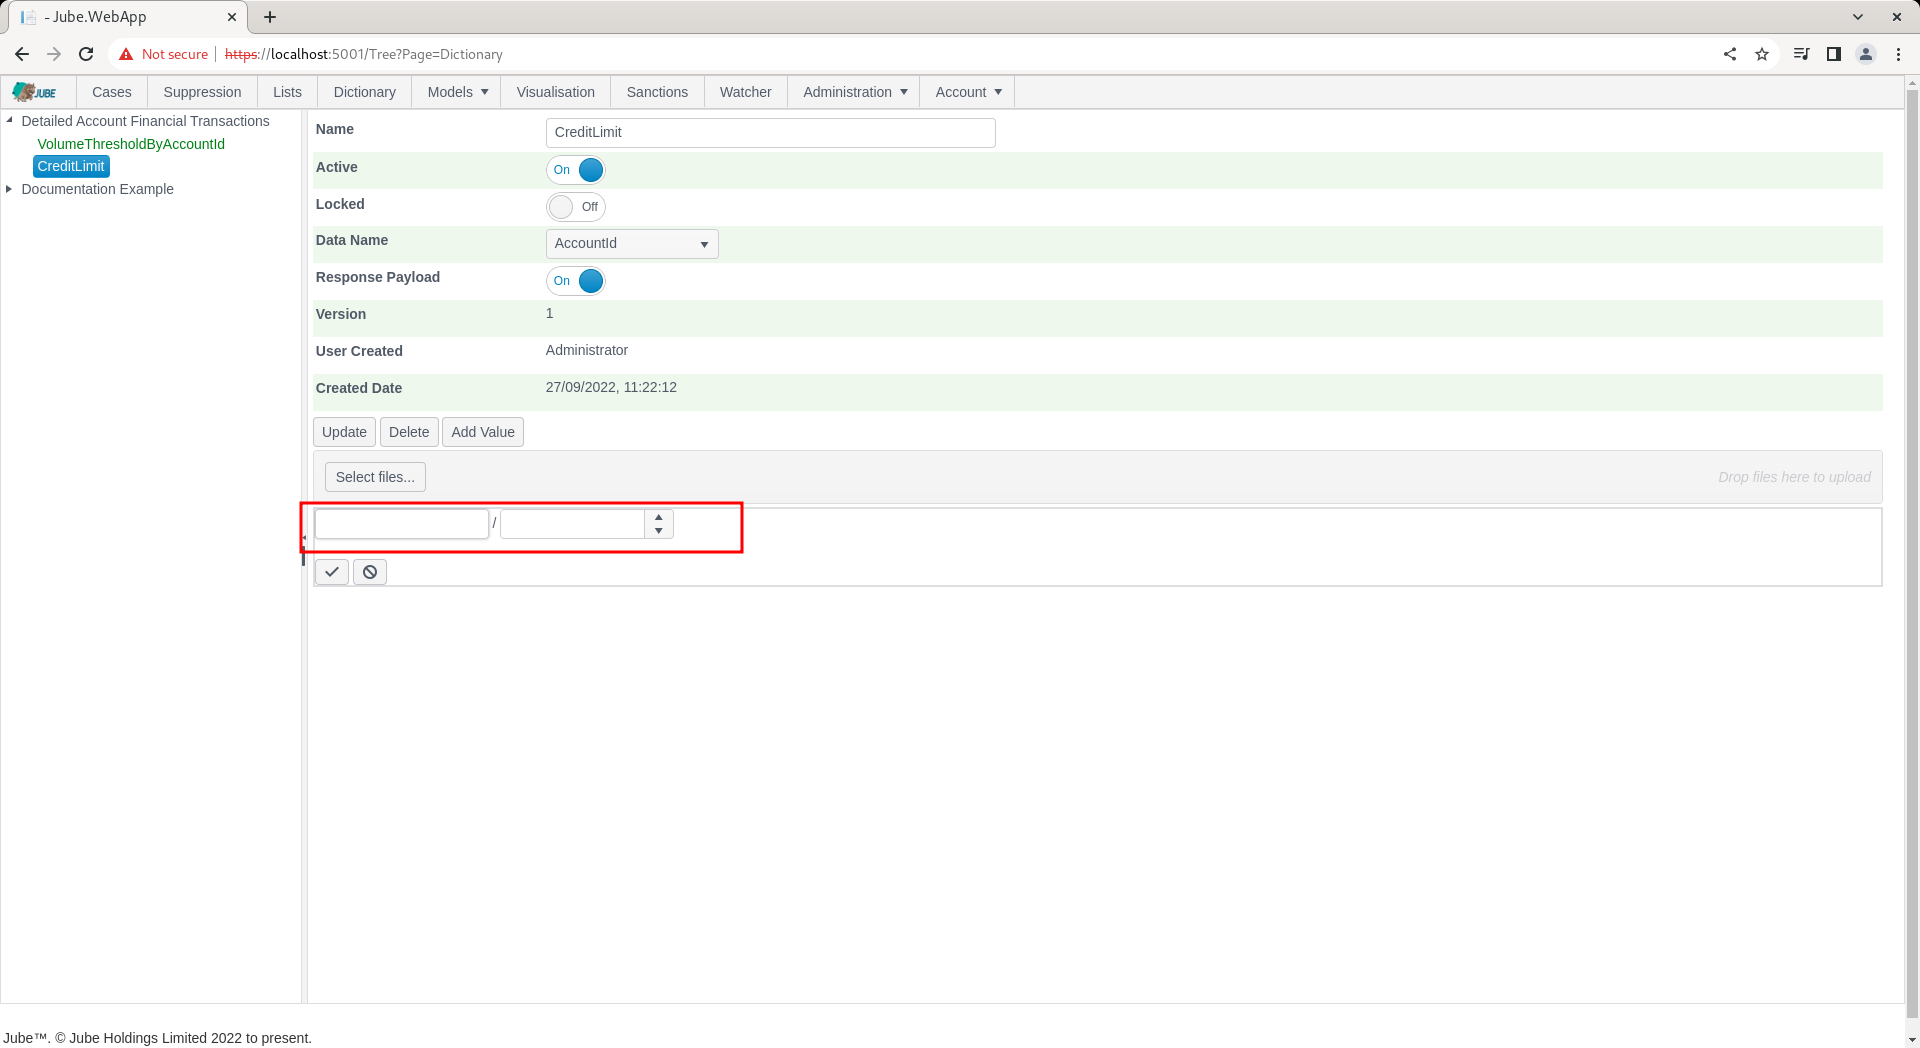 - Jube.WebApp
Not secure https://localhost:5001/Tree?Page=Dictionary
JUBE Cases Suppression Lists Dictionary Models Visualisation Sanctions Watcher Administration Account
Detailed Account Financial Transactions
VolumeThresholdByAccountId
CreditLimit
Documentation Example
Name CreditLimit
Active On
Locked Off
Data Name AccountId
Response Payload On
Version 1
User Created Administrator
Created Date 27/09/2022, 11:22:12
Update Delete Add Value
Select files... Drop files here to upload
/
Jube™. © Jube Holdings Limited 2022 to present.